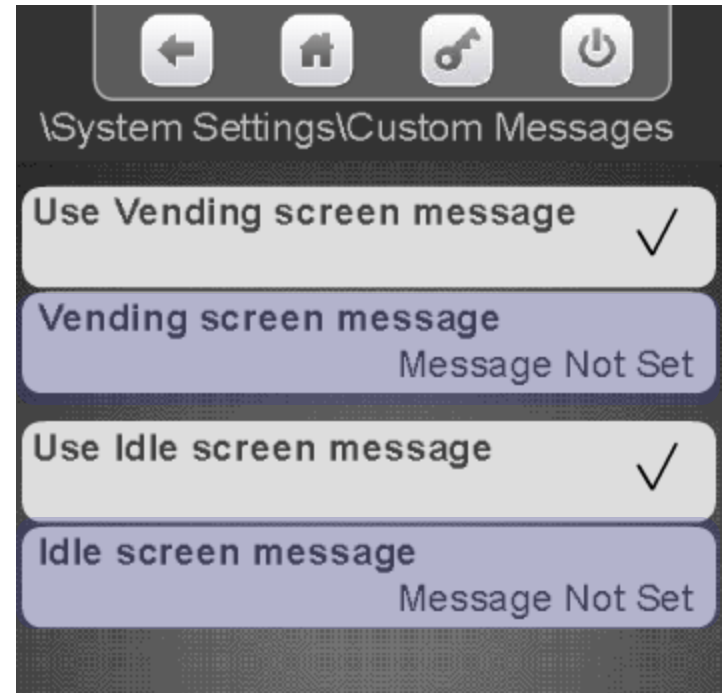 \System Settings\Custom Messages
Use Vending screen message
Vending screen message
Message Not Set
Use Idle screen message
Idle screen message
Message Not Set